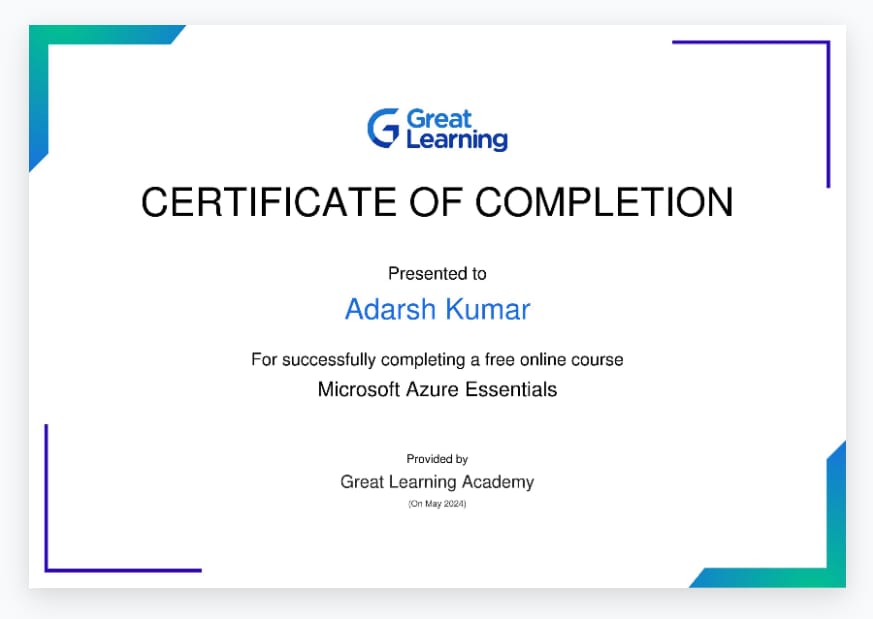 Great
Learning
CERTIFICATE OF COMPLETION
Presented to
Adarsh Kumar
For successfully completing a free online course
Microsoft Azure Essentials
Provided by
Great Learning Academy
(On May 2024)